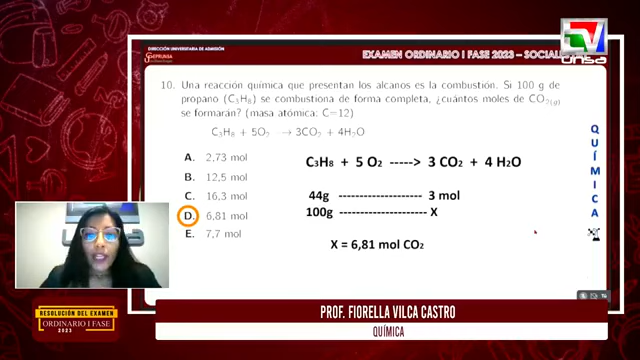 DIRECCIÓN UNIVERSITARIA DE ADMISIÓN
CEPRUNSA
EXAMEN ORDINARIO I FASE 2023 – SOCIALES
TV
unsa
10. Una reacción química que presentan los alcanos es la combustión. Si 100 g de
propano (C₃H₈) se combustiona de forma completa, ¿cuántos moles de CO₂₍g₎
se formarán? (masa atómica: C=12)
C₃H₈ + 5O₂ → 3CO₂ + 4H₂O
A. 2,73 mol
B. 12,5 mol
C. 16,3 mol
D. 6,81 mol
E. 7,7 mol
C₃H₈ + 5 O₂ -----> 3 CO₂ + 4 H₂O
44g -------------------- 3 mol
100g --------------------- X
X = 6,81 mol CO₂
QUÍMICA
RESOLUCIÓN DEL EXAMEN
ORDINARIO I FASE
2023
PROF. FIORELLA VILCA CASTRO
QUÍMICA